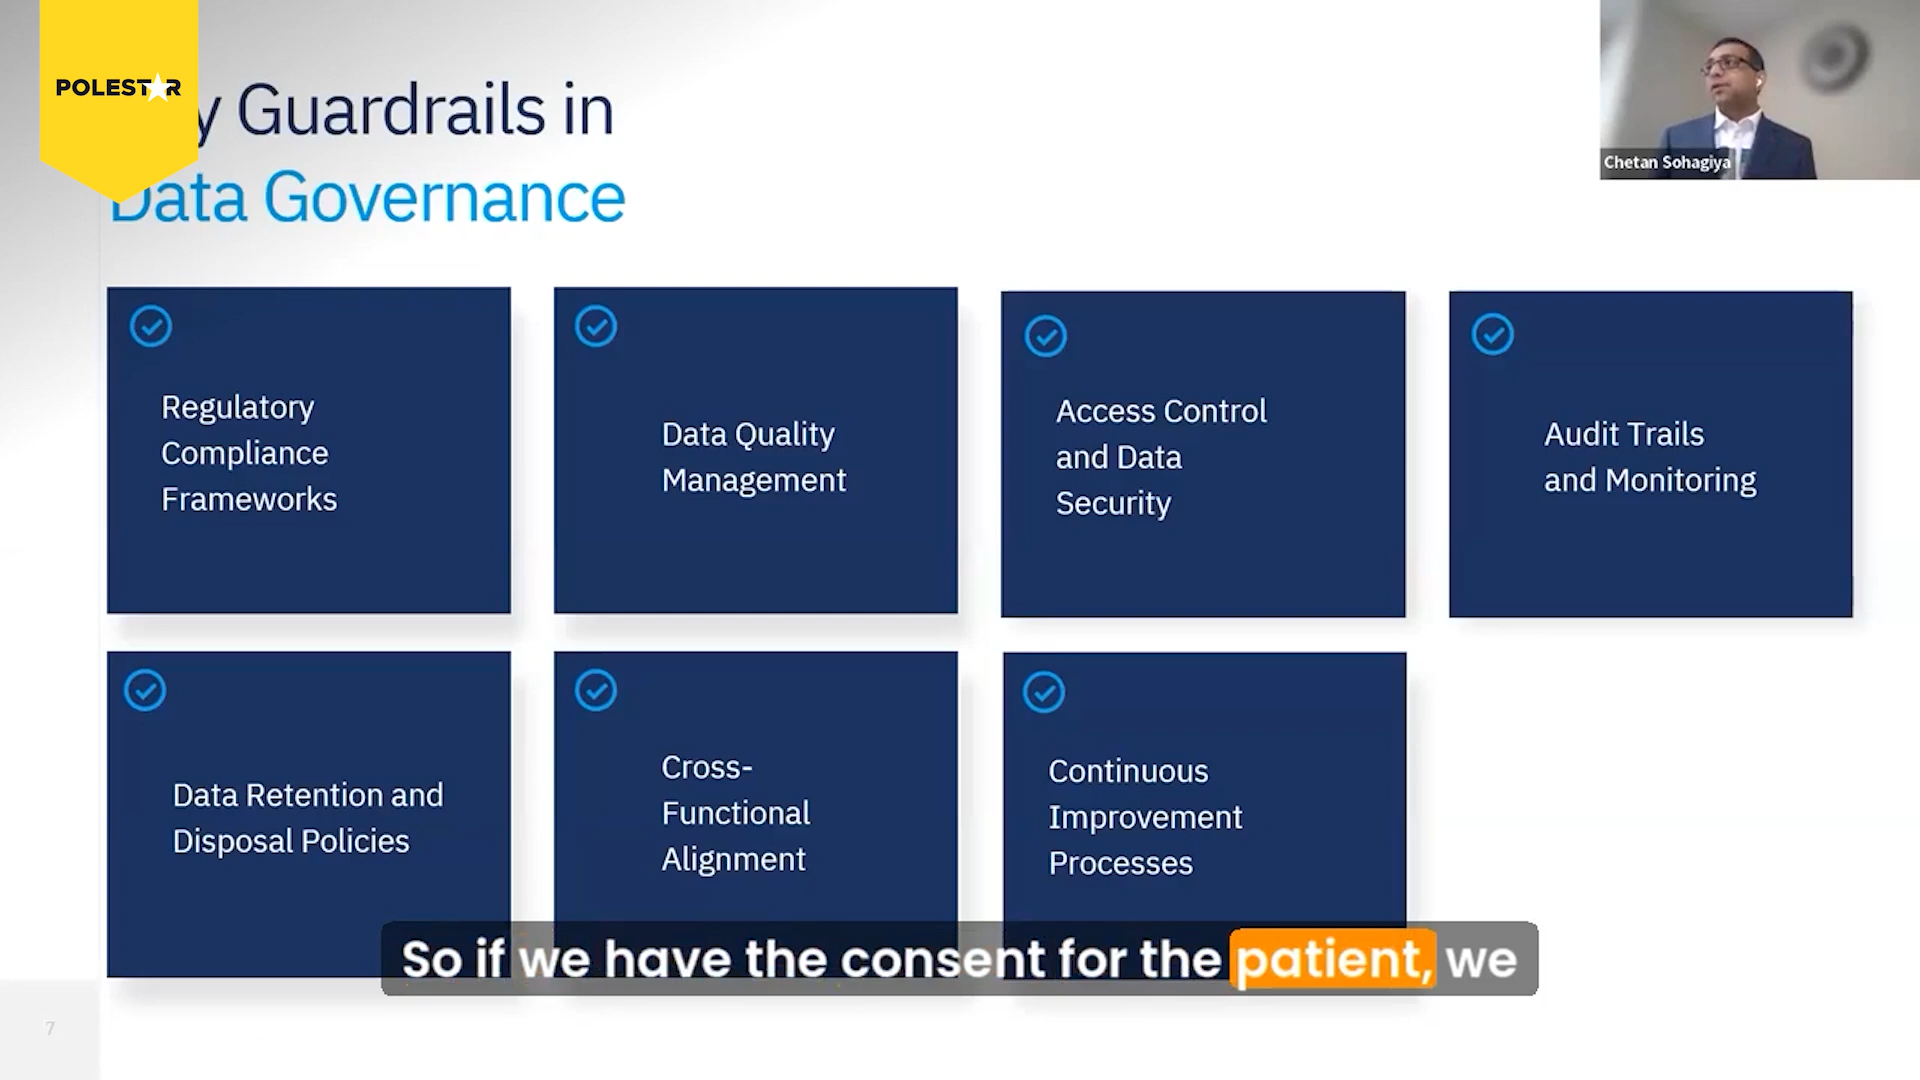 POLESTAR
y Guardrails in
Data Governance
Chetan Sohagiya
Regulatory
Compliance
Frameworks
Data Quality
Management
Access Control
and Data
Security
Audit Trails
and Monitoring
Data Retention and
Disposal Policies
Cross-
Functional
Alignment
Continuous
Improvement
Processes
So if we have the consent for the patient, we
7